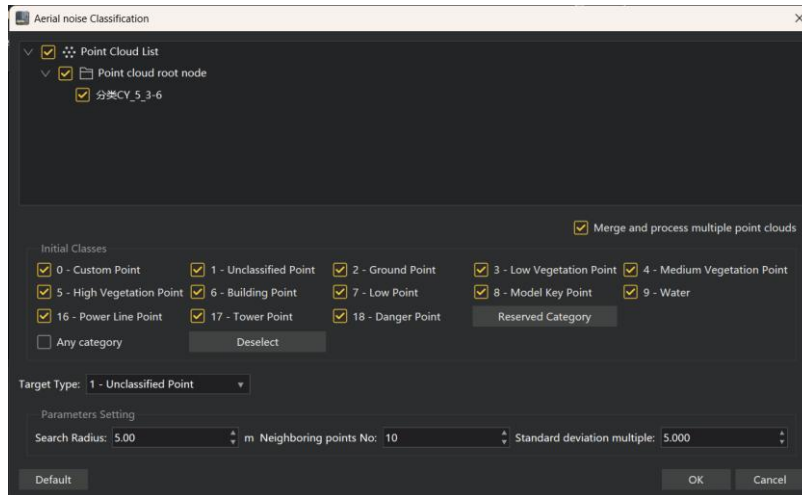 Aerial noise Classification
Point Cloud List
Point cloud root node
分类CY_5_3-6
Merge and process multiple point clouds
Initial Classes
0 - Custom Point 1 - Unclassified Point 2 - Ground Point 3 - Low Vegetation Point 4 - Medium Vegetation Point
5 - High Vegetation Point 6 - Building Point 7 - Low Point 8 - Model Key Point 9 - Water
16 - Power Line Point 17 - Tower Point 18 - Danger Point Reserved Category
Any category Deselect
Target Type: 1 - Unclassified Point
Parameters Setting
Search Radius: 5.00 m Neighboring points No: 10 Standard deviation multiple: 5.000
Default OK Cancel